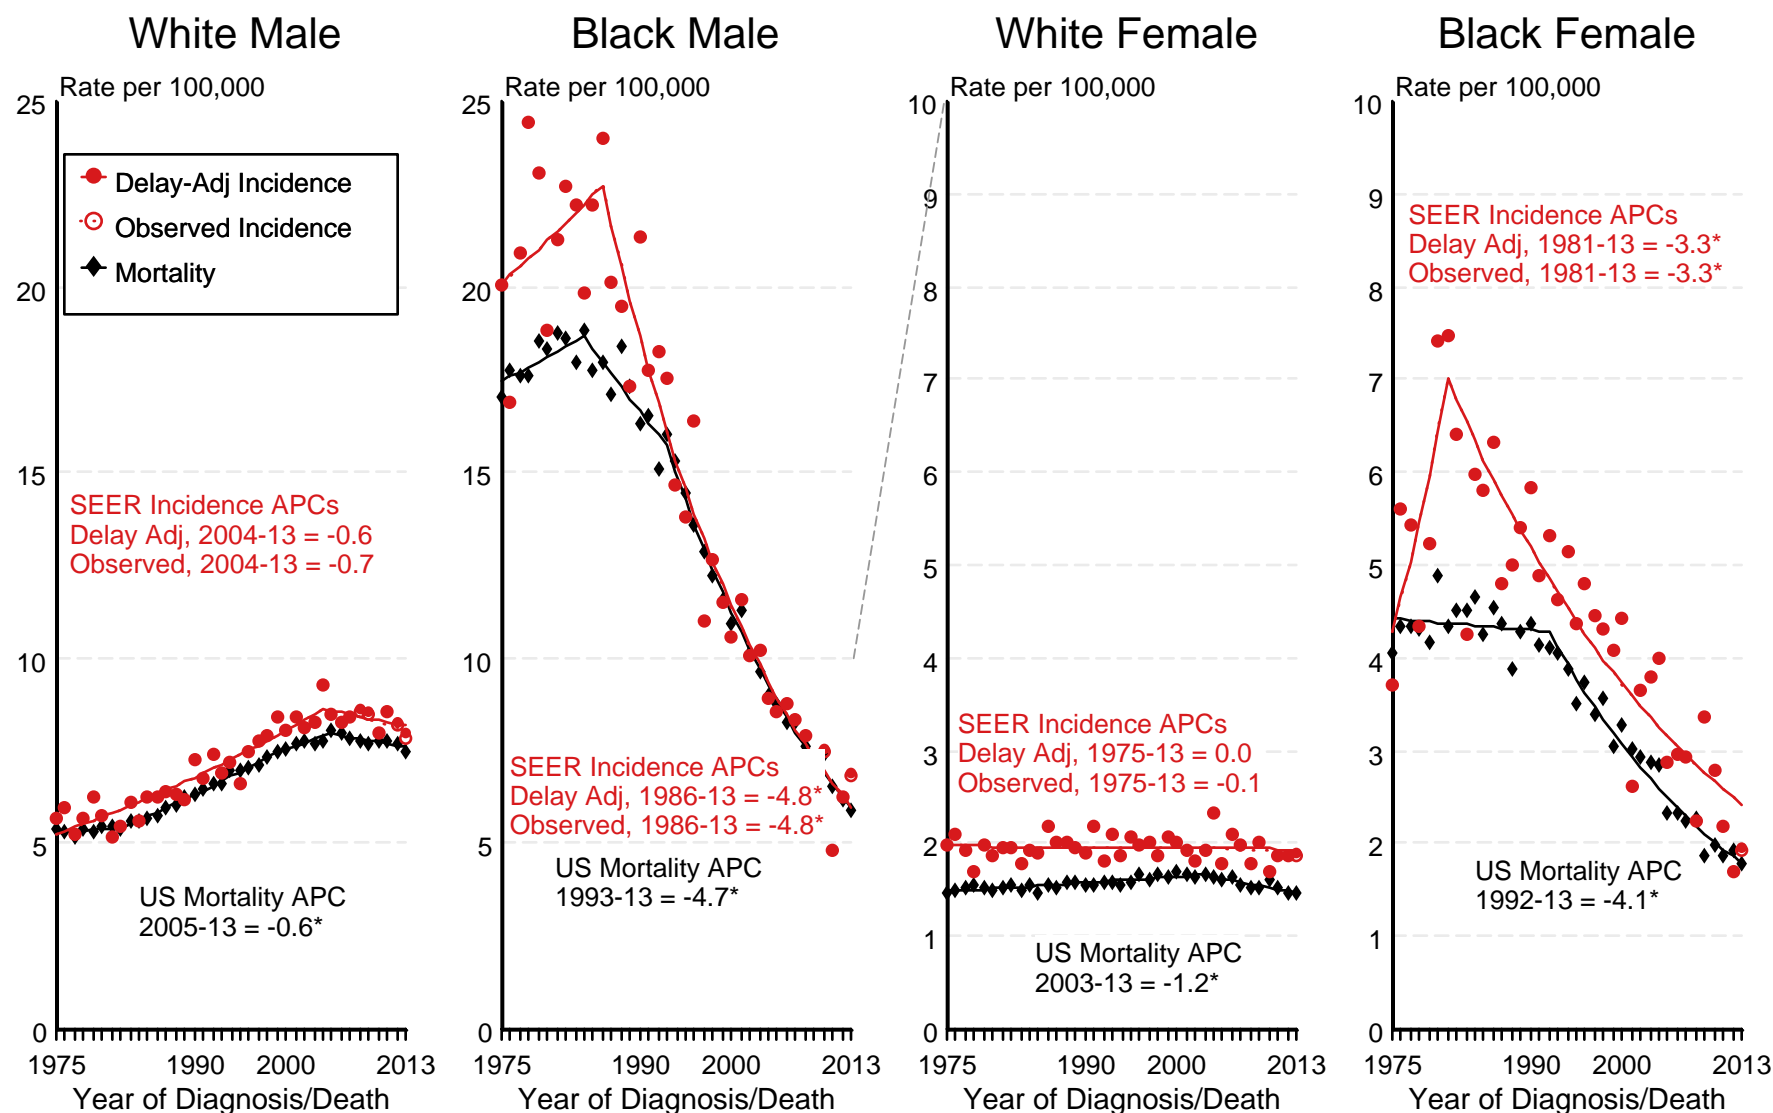 White Male
Rate per 100,000
25
20
15
10
5
0
Delay-Adj Incidence
Observed Incidence
Mortality
SEER Incidence APCs
Delay Adj, 2004-13 = -0.6
Observed, 2004-13 = -0.7
US Mortality APC
2005-13 = -0.6*
1975 1990 2000 2013
Year of Diagnosis/Death
Black Male
Rate per 100,000
25
20
15
10
5
0
SEER Incidence APCs
Delay Adj, 1986-13 = -4.8*
Observed, 1986-13 = -4.8*
US Mortality APC
1993-13 = -4.7*
1975 1990 2000 2013
Year of Diagnosis/Death
White Female
Rate per 100,000
10
9
8
7
6
5
4
3
2
1
0
SEER Incidence APCs
Delay Adj, 1975-13 = 0.0
Observed, 1975-13 = -0.1
US Mortality APC
2003-13 = -1.2*
1975 1990 2000 2013
Year of Diagnosis/Death
Black Female
Rate per 100,000
10
9
8
7
6
5
4
3
2
1
0
SEER Incidence APCs
Delay Adj, 1981-13 = -3.3*
Observed, 1981-13 = -3.3*
US Mortality APC
1992-13 = -4.1*
1975 1990 2000 2013
Year of Diagnosis/Death